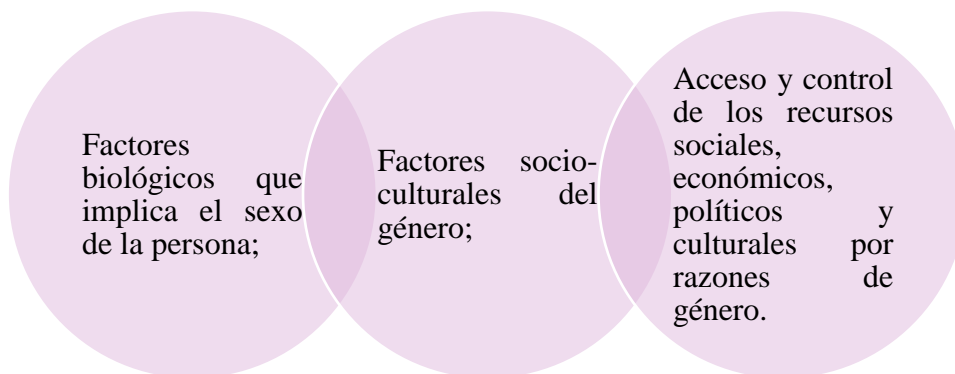 Factores
biológicos que
implica el sexo
de la persona;
Factores socio-
culturales del
género;
Acceso y control
de los recursos
sociales,
económicos,
políticos y
culturales por
razones de
género.